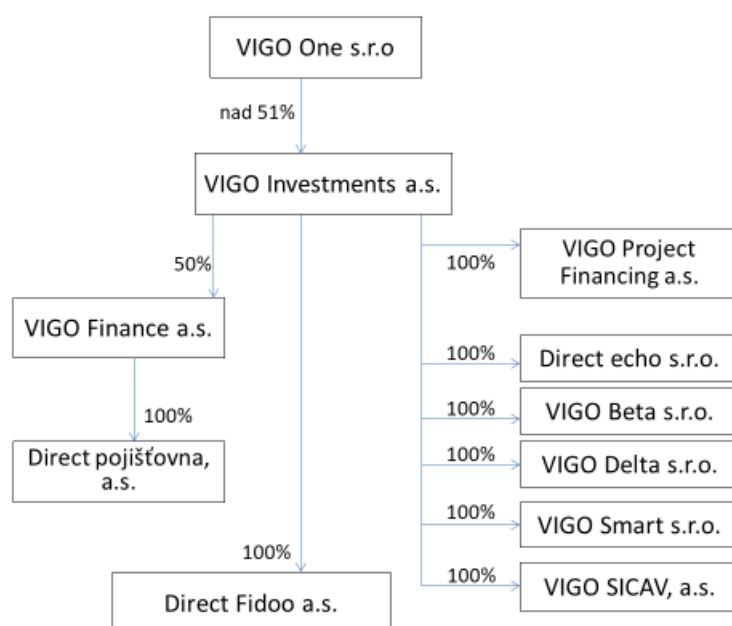 VIGO One s.r.o
nad 51%
VIGO Investments a.s.
50%
100%
VIGO Project
Financing a.s.
VIGO Finance a.s.
100%
Direct echo s.r.o.
100%
VIGO Beta s.r.o.
100%
Direct pojišťovna,
a.s.
100%
VIGO Delta s.r.o.
100%
VIGO Smart s.r.o.
100%
Direct Fidoo a.s.
100%
VIGO SICAV, a.s.